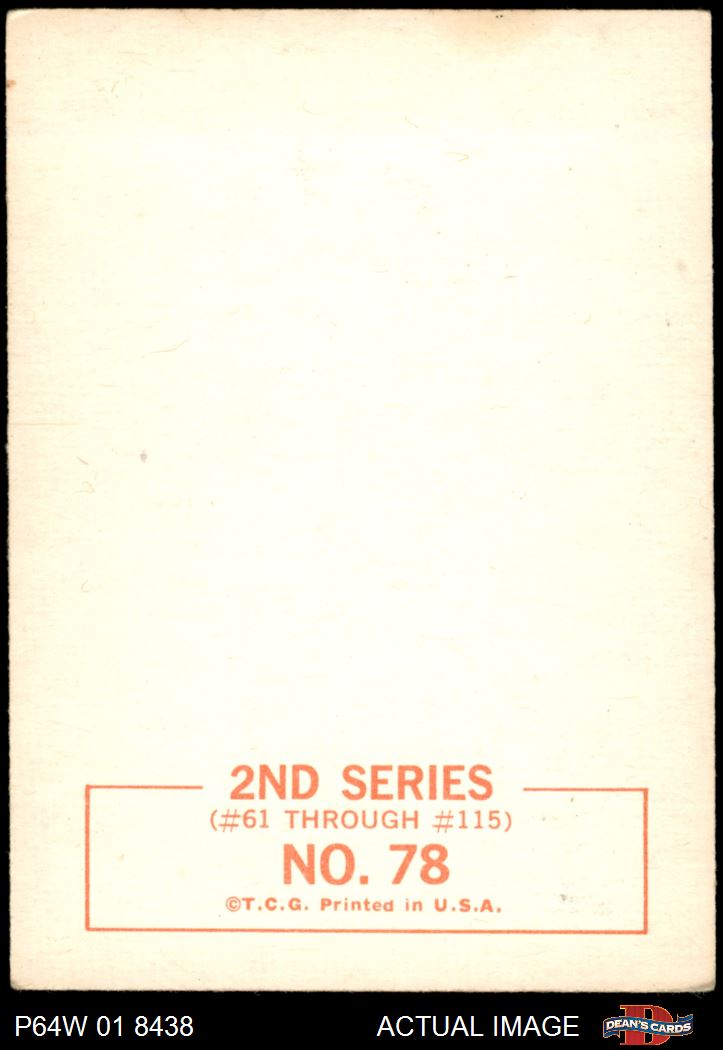 2ND SERIES
(#61 THROUGH #115)
NO. 78
©T.C.G. Printed in U.S.A.
P64W 01 8438
ACTUAL IMAGE
D
DEAN'S CARDS